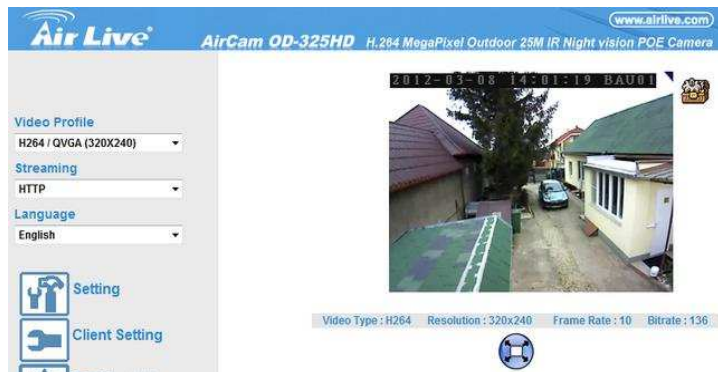 www.airlive.com
Air Live®
AirCam OD-325HD H.264 MegaPixel Outdoor 25M IR Night vision POE Camera
2012-03-08 14:01:19 BAU01
Video Profile
H264 / QVGA (320X240)
Streaming
HTTP
Language
English
Setting
Client Setting
Video Type : H264 Resolution : 320x240 Frame Rate : 10 Bitrate : 136